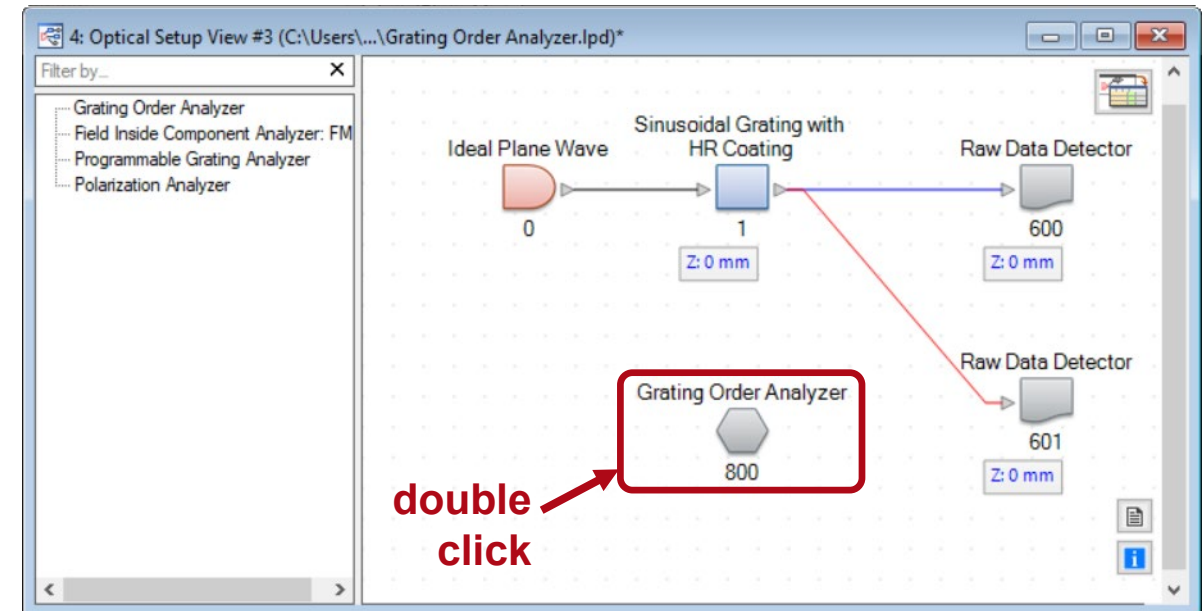 4: Optical Setup View #3 (C:\Users\...\Grating Order Analyzer.lpd)*
Filter by...
Grating Order Analyzer
Field Inside Component Analyzer: FM
Programmable Grating Analyzer
Polarization Analyzer
Ideal Plane Wave
0
Sinusoidal Grating with
HR Coating
1
Z: 0 mm
Raw Data Detector
600
Z: 0 mm
Raw Data Detector
601
Z: 0 mm
Grating Order Analyzer
800
double
click